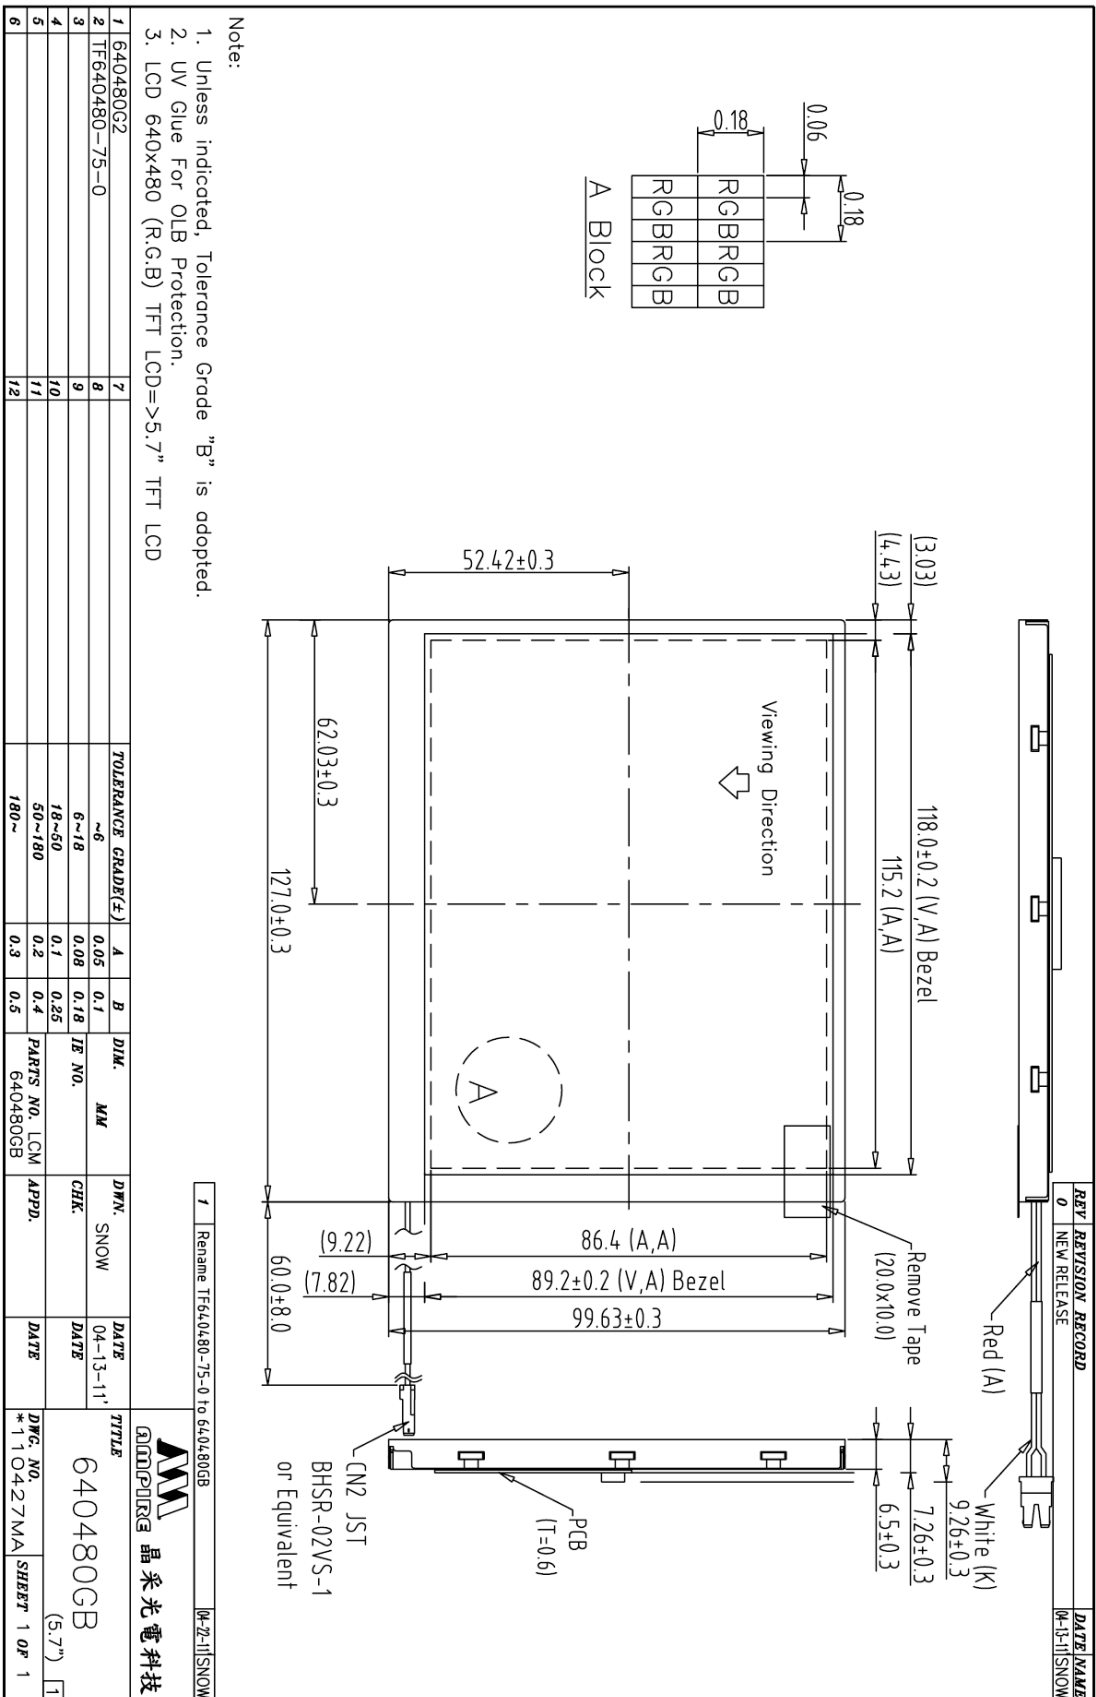 REV REVISION RECORD DATE NAME
0 NEW RELEASE 04-13-11' SNOW
Red (A)
White (K)
0.18
0.06
0.18
R G B R G B
R G B R G B
A Block
(3.03)
(4.43)
118.0±0.2 (V,A) Bezel
115.2 (A,A)
Viewing Direction
52.42±0.3
62.03±0.3
127.0±0.3
A
Remove Tape
(20.0x10.0)
86.4 (A,A)
89.2±0.2 (V,A) Bezel
99.63±0.3
(9.22)
(7.82)
60.0±8.0
9.26±0.3
7.26±0.3
6.5±0.3
PCB
(T=0.6)
CN2 JST
BHSR-02VS-1
or Equivalent
Note:
1. Unless indicated, Tolerance Grade "B" is adopted.
2. UV Glue For OLB Protection.
3. LCD 640x480 (R.G.B) TFT LCD=>5.7" TFT LCD
1 Rename TF640480-75-0 to 640480GB 04-22-11' SNOW
AMPIRE 晶采光電科技
1 640480G2 7
2 TF640480-75-0 8
3 9
4 10
5 11
6 12
TOLERANCE GRADE(±) A B
~6 0.05 0.1
6~18 0.08 0.18
18~50 0.1 0.25
50~180 0.2 0.4
180~ 0.3 0.5
DIM. MM
IE NO.
PARTS NO. LCM
640480GB
DWN. SNOW
CHK.
APPD.
DATE
04-13-11'
DATE
DATE
TITLE
640480GB
(5.7") 1
DWG. NO.
*110427MA
SHEET 1 OF 1